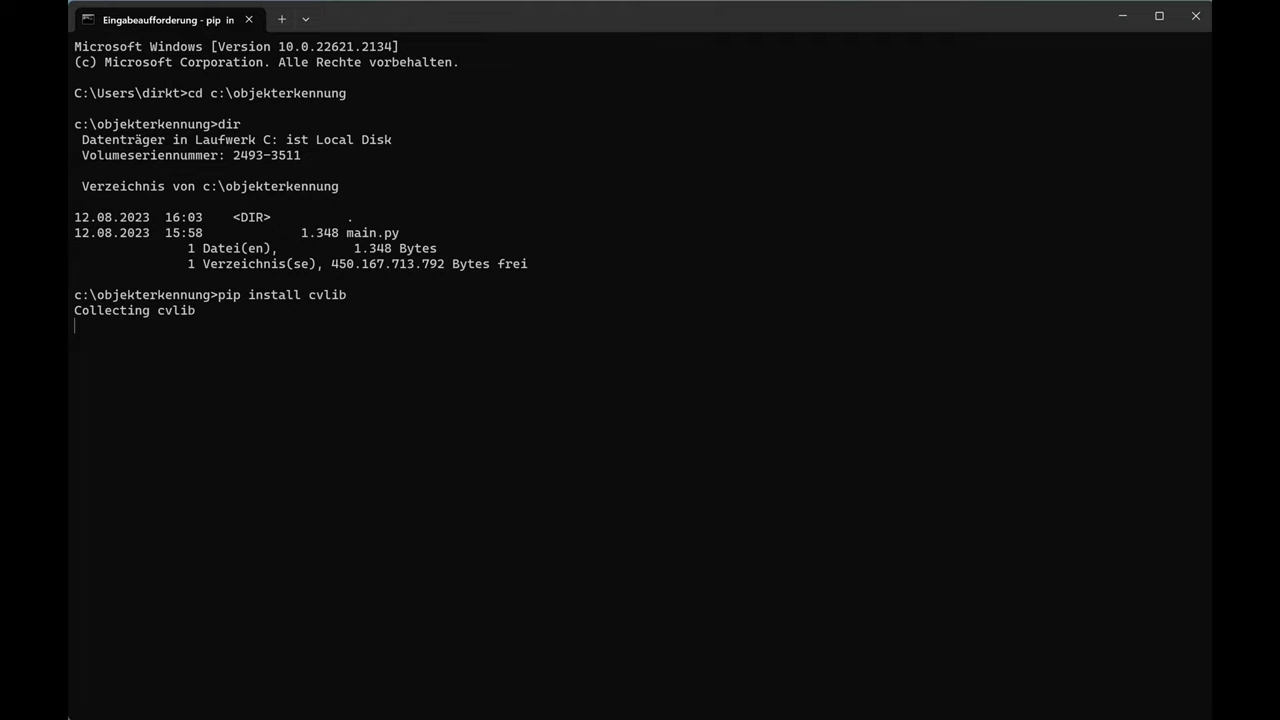 Eingabeaufforderung - pip in
Microsoft Windows [Version 10.0.22621.2134]
(c) Microsoft Corporation. Alle Rechte vorbehalten.
C:\Users\dirkt>cd c:\objekterkennung
c:\objekterkennung>dir
Datenträger in Laufwerk C: ist Local Disk
Volumeseriennummer: 2493-3511
Verzeichnis von c:\objekterkennung
12.08.2023  16:03    <DIR>          .
12.08.2023  15:58             1.348 main.py
1 Datei(en),          1.348 Bytes
1 Verzeichnis(se), 450.167.713.792 Bytes frei
c:\objekterkennung>pip install cvlib
Collecting cvlib